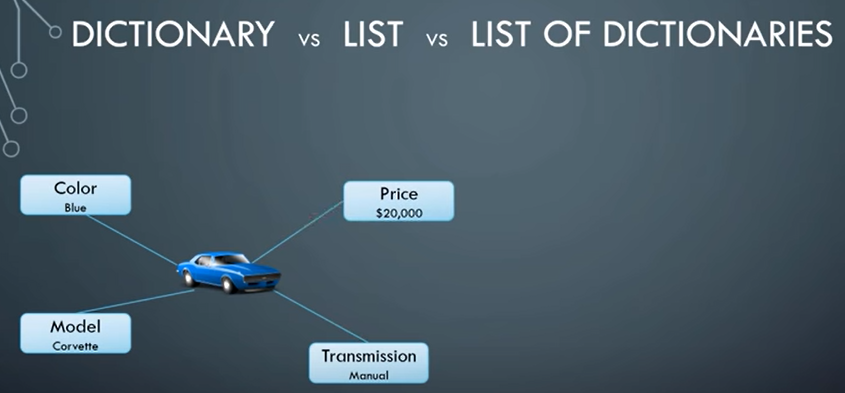 DICTIONARY vs LIST vs LIST OF DICTIONARIES
Color
Blue
Price
$20,000
Model
Corvette
Transmission
Manual